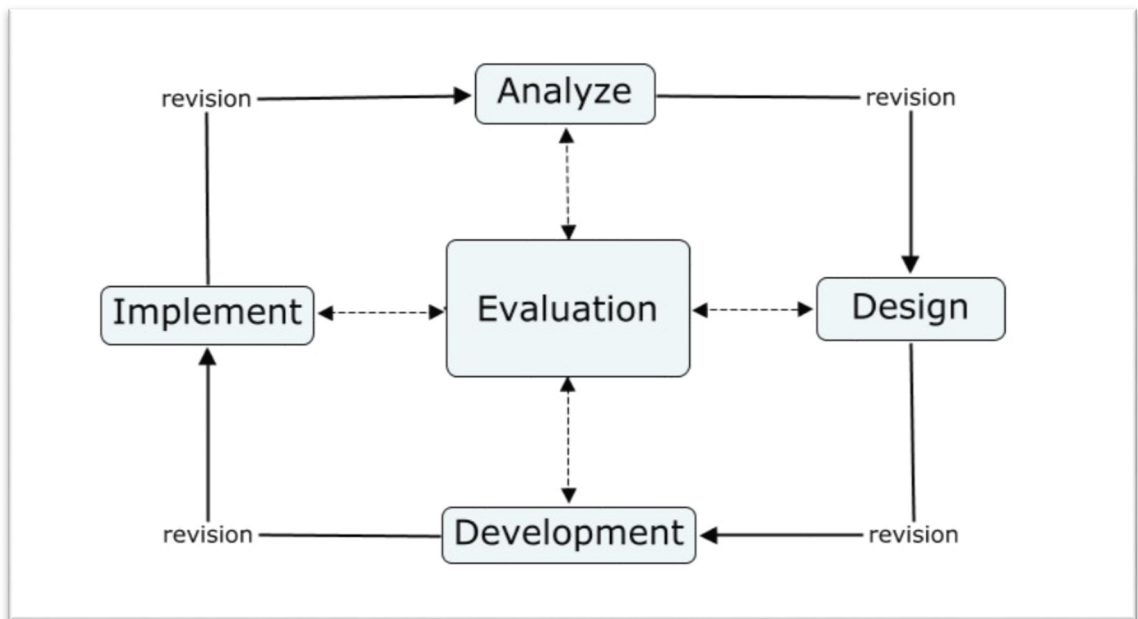 Analyze
revision
revision
Implement
Evaluation
Design
Development
revision
revision